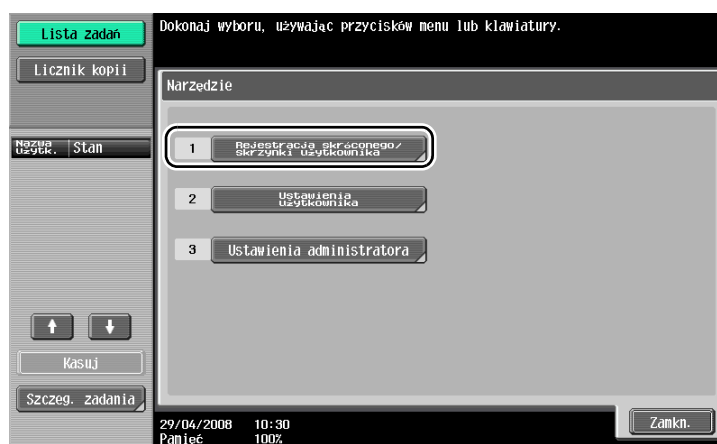 Lista zadań
Licznik kopii
Nazwa użytk.
Stan
Kasuj
Szczeg. zadania
Dokonaj wyboru, używając przycisków menu lub klawiatury.
Narzędzie
1
Rejestracja skróconego/
skrzynki użytkownika
2
Ustawienia
użytkownika
3
Ustawienia administratora
29/04/2008 10:30
Pamięć 100%
Zamkn.